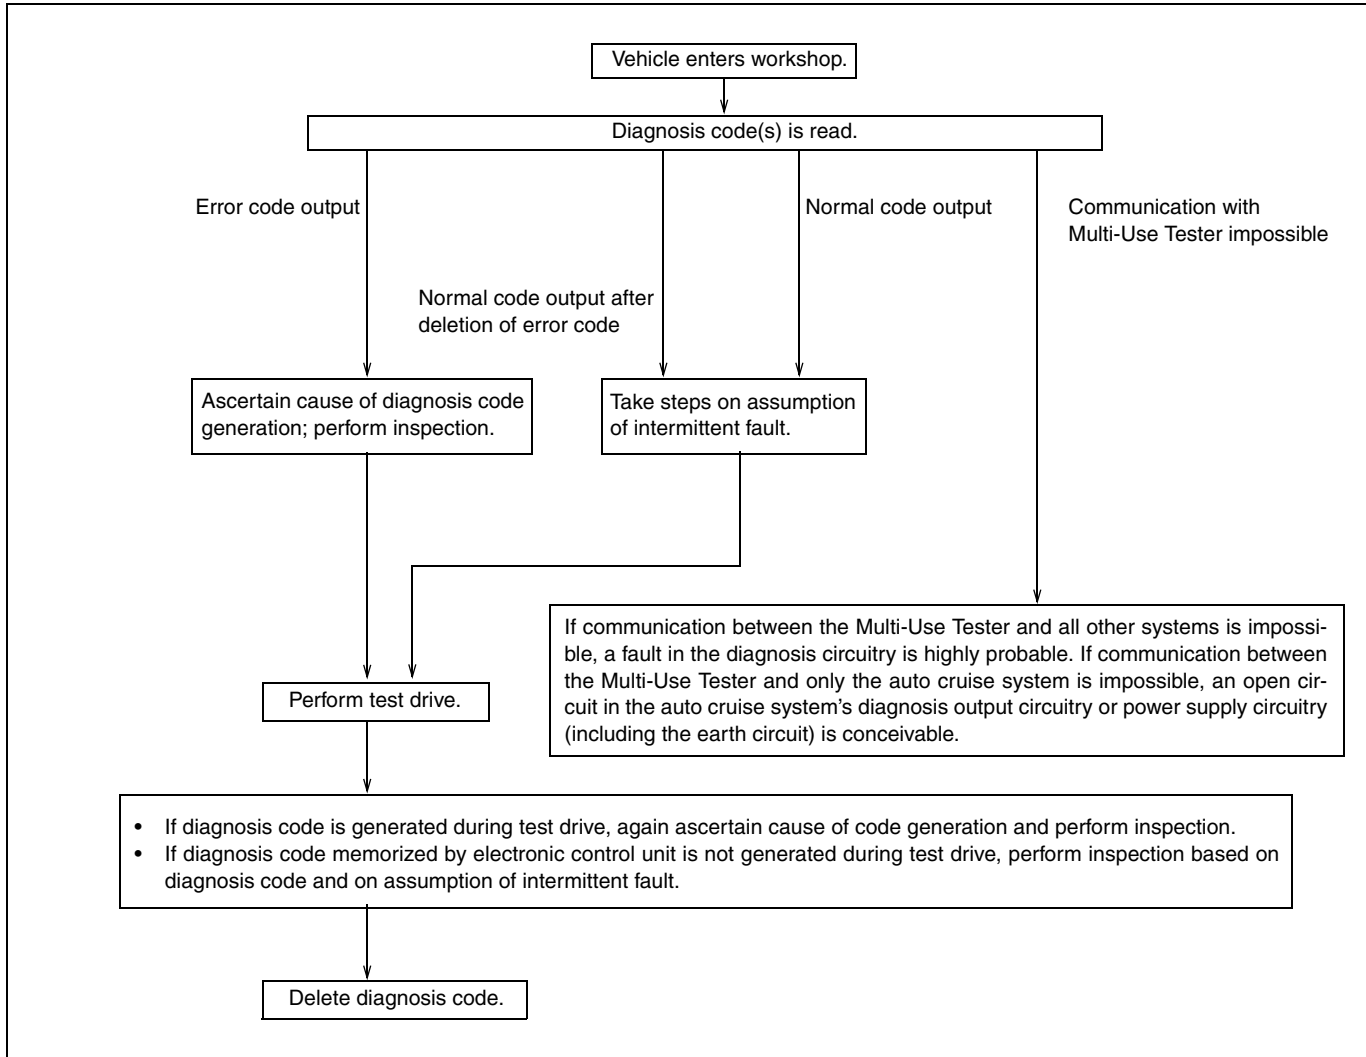 Vehicle enters workshop.
Diagnosis code(s) is read.
Error code output
Normal code output
Communication with
Multi-Use Tester impossible
Normal code output after
deletion of error code
Ascertain cause of diagnosis code
generation; perform inspection.
Take steps on assumption
of intermittent fault.
If communication between the Multi-Use Tester and all other systems is impossi-
ble, a fault in the diagnosis circuitry is highly probable. If communication between
the Multi-Use Tester and only the auto cruise system is impossible, an open cir-
cuit in the auto cruise system's diagnosis output circuitry or power supply circuitry
(including the earth circuit) is conceivable.
Perform test drive.
• If diagnosis code is generated during test drive, again ascertain cause of code generation and perform inspection.
• If diagnosis code memorized by electronic control unit is not generated during test drive, perform inspection based on
diagnosis code and on assumption of intermittent fault.
Delete diagnosis code.